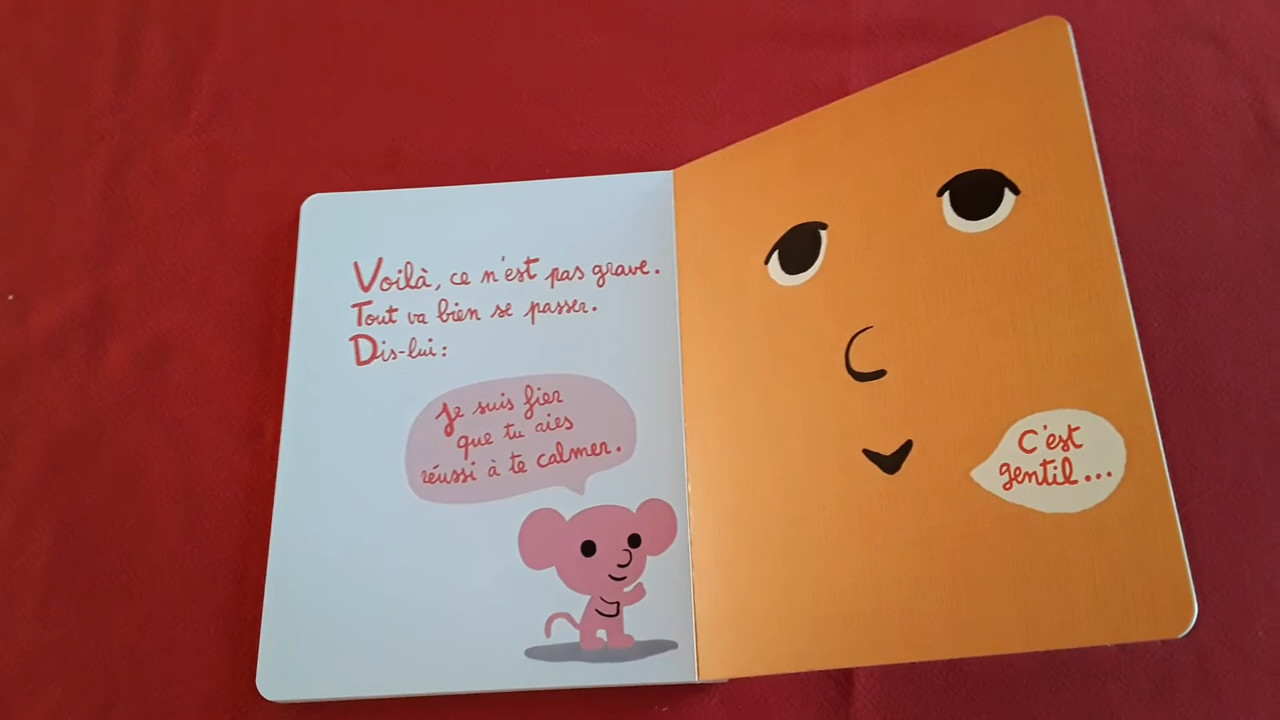 Voilà, ce n'est pas grave.
Tout va bien se passer.
Dis-lui:
Je suis fier
que tu aies
réussi à te calmer.
C'est
gentil...